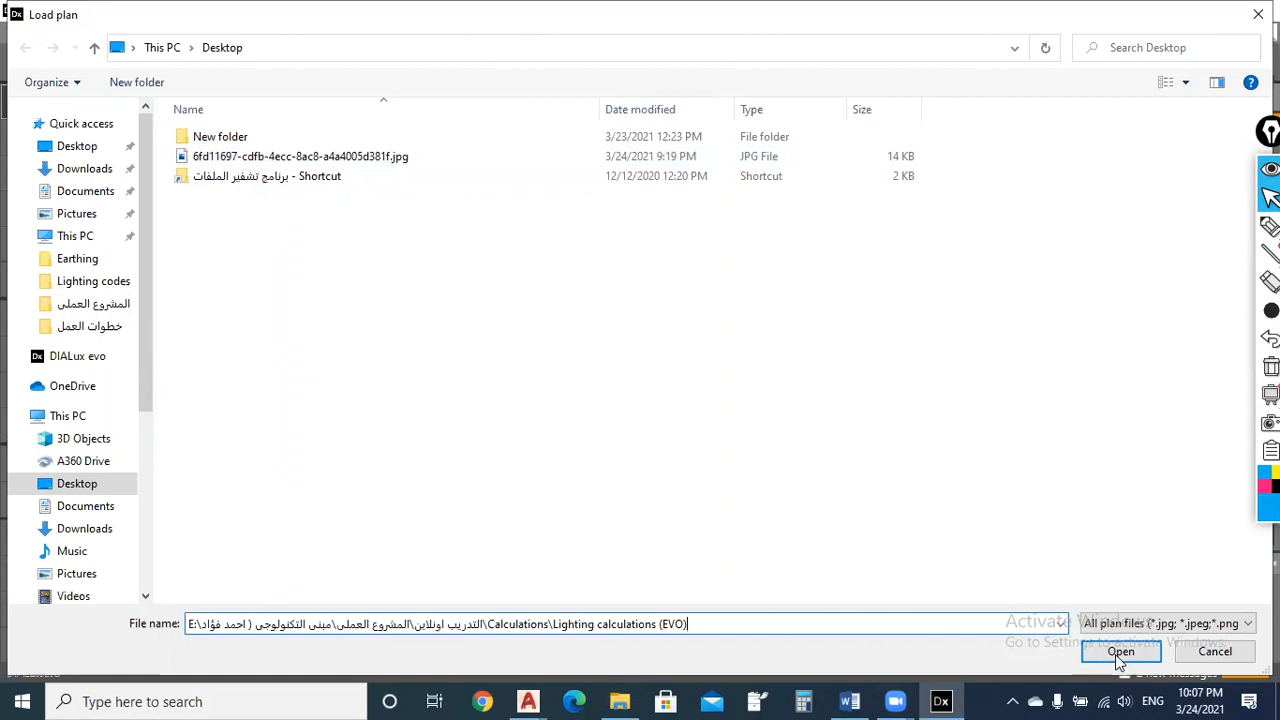 Load plan
This PC
Desktop
Search Desktop
Organize
New folder
Name
Date modified
Type
Size
New folder
3/23/2021 12:23 PM
File folder
6fd11697-cdfb-4ecc-8ac8-a4a4005d381f.jpg
3/24/2021 9:19 PM
JPG File
14 KB
برنامج تشفير الملفات - Shortcut
12/12/2020 12:20 PM
Shortcut
2 KB
Quick access
Desktop
Downloads
Documents
Pictures
This PC
Earthing
Lighting codes
المشروع العملى
خطوات العمل
DIALux evo
OneDrive
This PC
3D Objects
A360 Drive
Desktop
Documents
Downloads
Music
Pictures
Videos
File name:
E:\التدريب اونلاين\المشروع العملى\مبنى التكنولوجى ( احمد فؤاد\Calculations\Lighting calculations (EVO)
All plan files (*.jpg; *.jpeg;*.png
Activate Windows
Go to Settings to activate Windows.
Open
Cancel
2 new messages
Type here to search
ENG
10:07 PM
3/24/2021